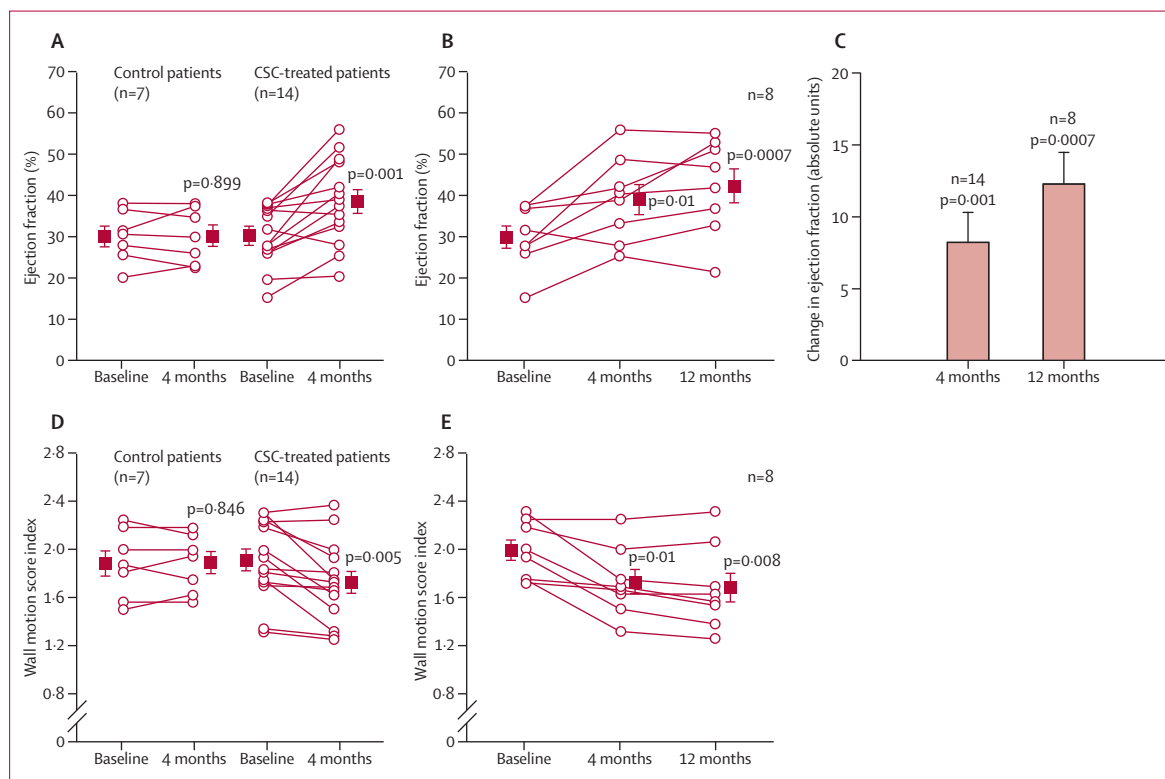 A
Ejection fraction (%)
70
60
50
40
30
20
10
0
Control patients
(n=7)
CSC-treated patients
(n=14)
p=0·899
p=0·001
Baseline
4 months
Baseline
4 months
B
Ejection fraction (%)
70
60
50
40
30
20
10
0
n=8
p=0·01
p=0·0007
Baseline
4 months
12 months
C
Change in ejection fraction (absolute units)
20
15
10
5
0
n=14
p=0·001
n=8
p=0·0007
4 months
12 months
D
Wall motion score index
2·8
2·4
2·0
1·6
1·2
0·8
0
Control patients
(n=7)
CSC-treated patients
(n=14)
p=0·846
p=0·005
Baseline
4 months
Baseline
4 months
E
Wall motion score index
2·8
2·4
2·0
1·6
1·2
0·8
0
n=8
p=0·01
p=0·008
Baseline
4 months
12 months